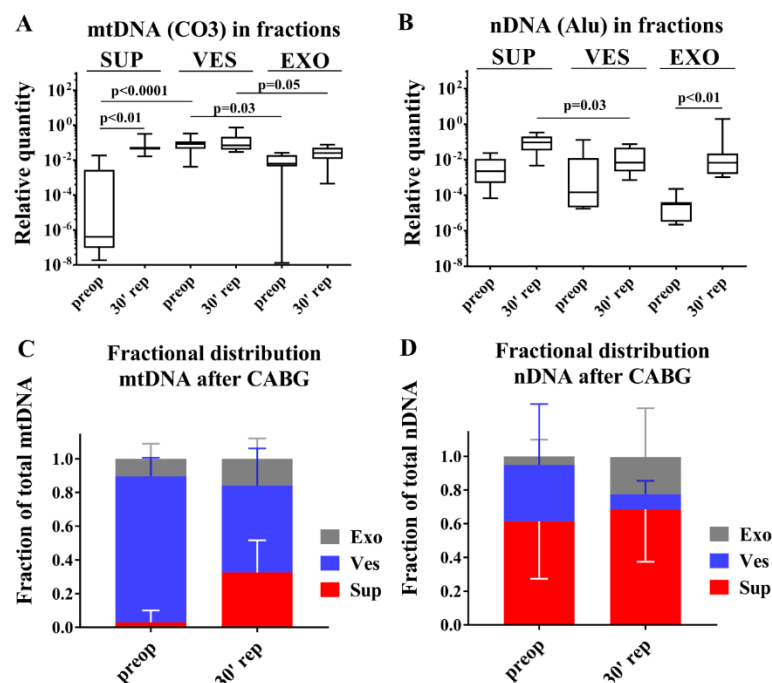 A
mtDNA (CO3) in fractions
SUP VES EXO
p<0.0001
p=0.05
p=0.03
p<0.01
Relative quantity
10^2
10^0
10^-2
10^-4
10^-6
10^-8
preop
30' rep
preop
30' rep
preop
30' rep
B
nDNA (Alu) in fractions
SUP VES EXO
p=0.03
p<0.01
Relative quantity
10^2
10^0
10^-2
10^-4
10^-6
10^-8
preop
30' rep
preop
30' rep
preop
30' rep
C
Fractional distribution
mtDNA after CABG
Fraction of total mtDNA
1.0
0.8
0.6
0.4
0.2
0.0
preop
30' rep
Exo
Ves
Sup
D
Fractional distribution
nDNA after CABG
Fraction of total nDNA
1.0
0.8
0.6
0.4
0.2
0.0
preop
30' rep
Exo
Ves
Sup